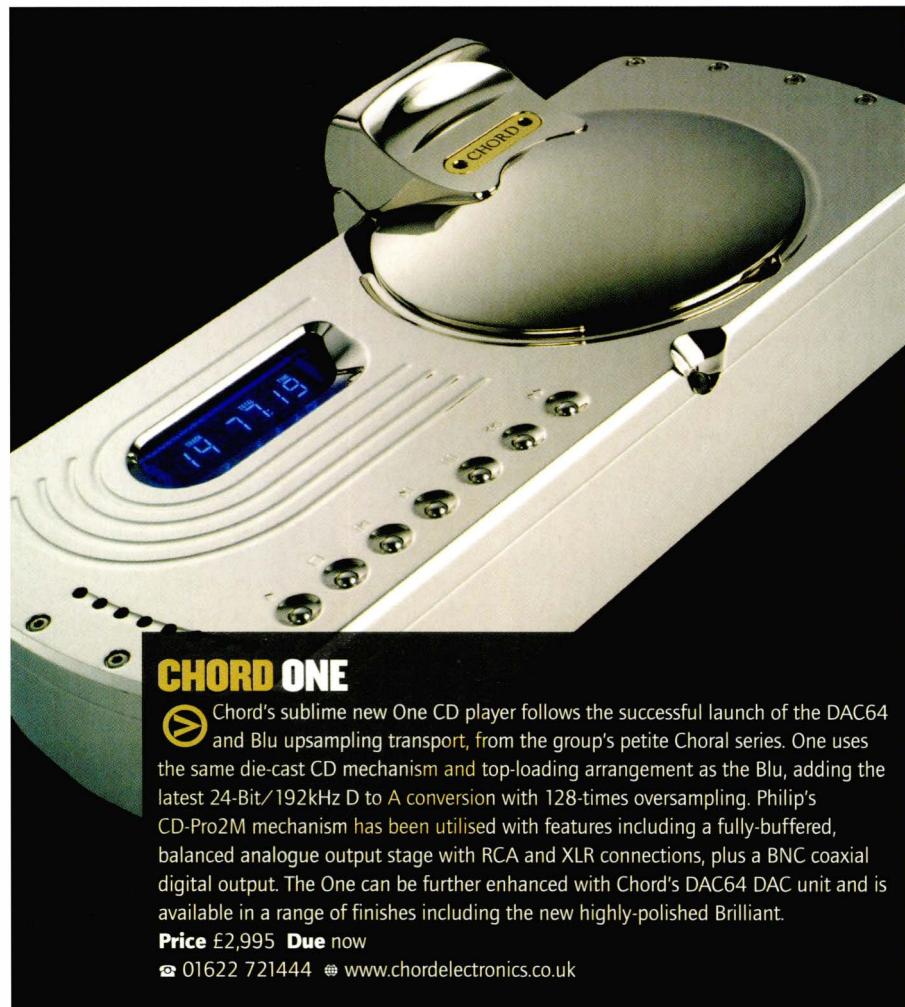 CHORD
14 77:19
CHORD ONE
Chord's sublime new One CD player follows the successful launch of the DAC64
and Blu upsampling transport, from the group's petite Choral series. One uses
the same die-cast CD mechanism and top-loading arrangement as the Blu, adding the
latest 24-Bit/192kHz D to A conversion with 128-times oversampling. Philip's
CD-Pro2M mechanism has been utilised with features including a fully-buffered,
balanced analogue output stage with RCA and XLR connections, plus a BNC coaxial
digital output. The One can be further enhanced with Chord's DAC64 DAC unit and is
available in a range of finishes including the new highly-polished Brilliant.
Price £2,995 Due now
01622 721444 www.chordelectronics.co.uk